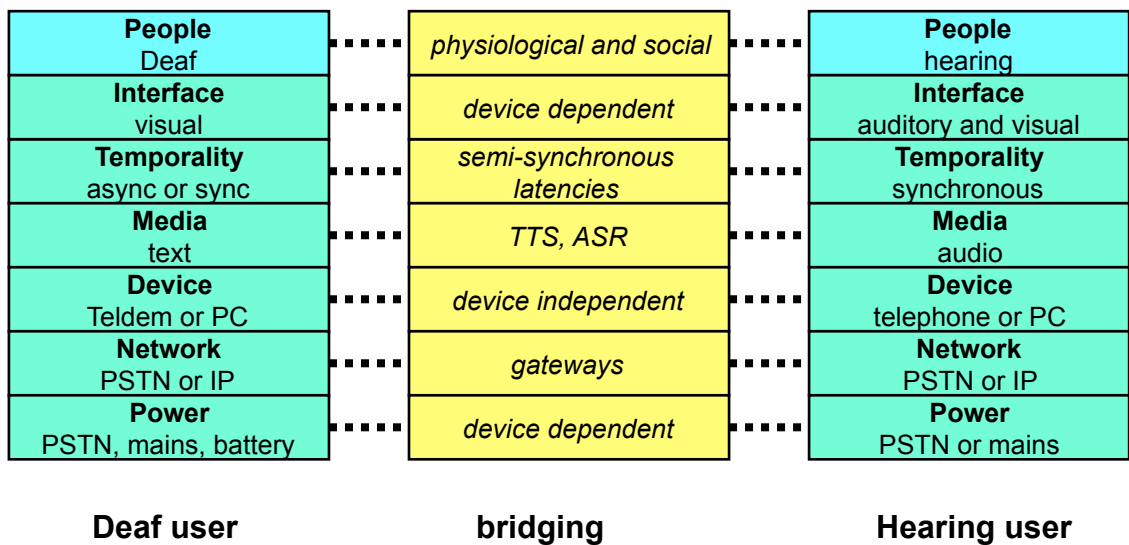 People
Deaf
physiological and social
People
hearing
Interface
visual
device dependent
Interface
auditory and visual
Temporality
async or sync
semi-synchronous
latencies
Temporality
synchronous
Media
text
TTS, ASR
Media
audio
Device
Teldem or PC
device independent
Device
telephone or PC
Network
PSTN or IP
gateways
Network
PSTN or IP
Power
PSTN, mains, battery
device dependent
Power
PSTN or mains
Deaf user
bridging
Hearing user